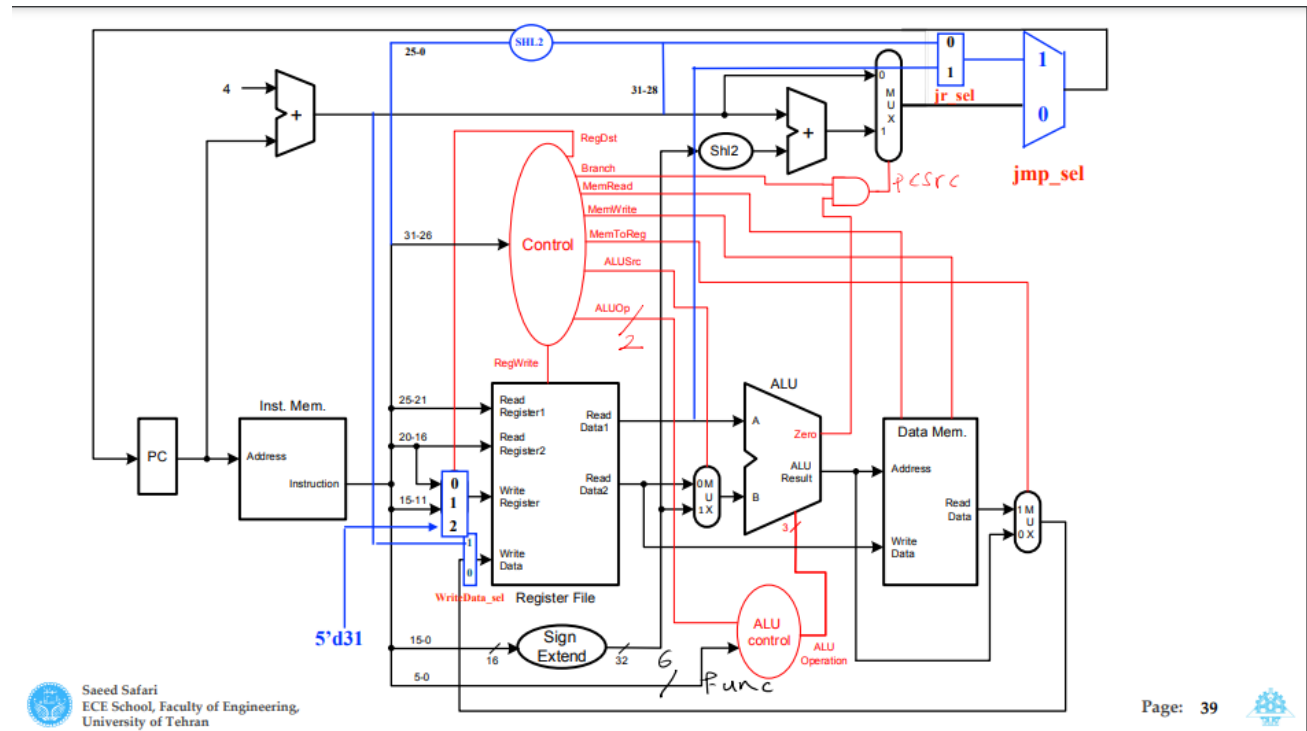 25-0
SHL2
0
1
jr_sel
1
0
jmp_sel
4
+
31-28
0
M
U
X
1
+
Shl2
RegDst
Branch
MemRead
MemWrite
MemToReg
ALUSrc
ALUOp
2
RegWrite
PCSrc
31-26
Control
PC
Inst. Mem.
Address
Instruction
25-21
20-16
15-11
0
1
2
1
0
WriteData_sel
5'd31
Read
Register1
Read
Register2
Write
Register
Write
Data
Read
Data1
Read
Data2
Register File
0 M
U
1 X
ALU
A
B
Zero
ALU
Result
3
Data Mem.
Address
Read
Data
Write
Data
1 M
U
0 X
15-0
16
Sign
Extend
32
5-0
6
Func
ALU
control
ALU
Operation
Saeed Safari
ECE School, Faculty of Engineering,
University of Tehran
Page: 39